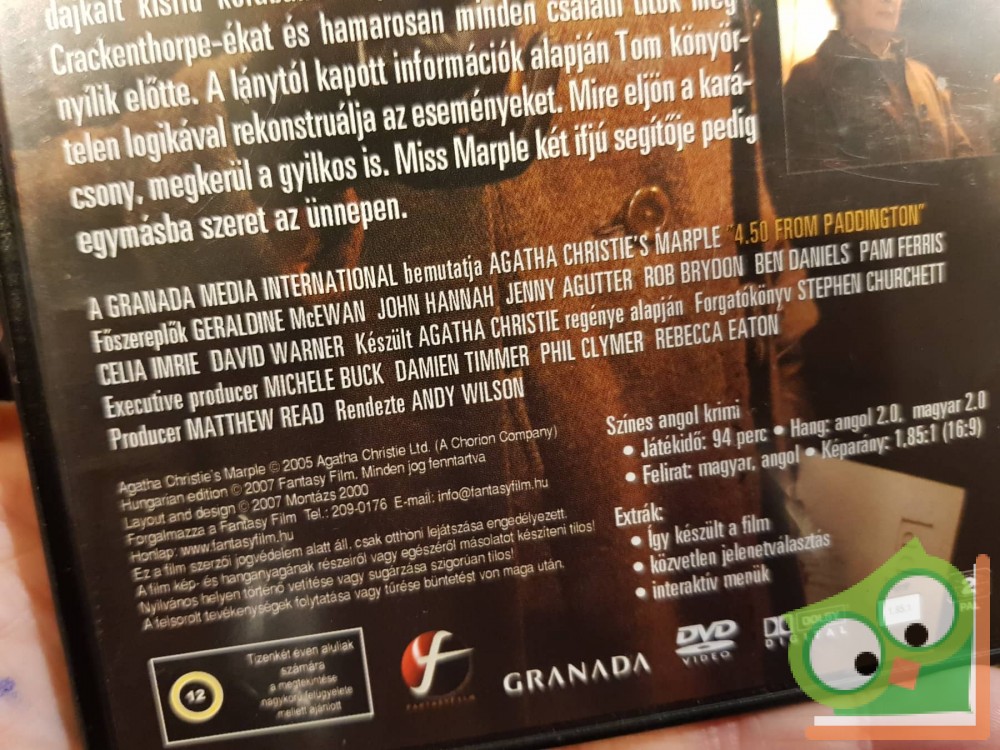 dajkált
Crackenthorpe-ékat és hamarosan minden családi titok meg
nyílik előtte. A lánytól kapott információk alapján Tom könyör-
telen logikával rekonstruálja az eseményeket. Mire eljön a kará-
csony, megkerül a gyilkos is. Miss Marple két ifjú segítője pedig
egymásba szeret az ünnepen.
A GRANADA MEDIA INTERNATIONAL bemutatja AGATHA CHRISTIE'S MARPLE "4.50 FROM PADDINGTON"
Főszereplők GERALDINE McEWAN JOHN HANNAH JENNY AGUTTER ROB BRYDON BEN DANIELS PAM FERRIS
CELIA IMRIE DAVID WARNER Készült AGATHA CHRISTIE regénye alapján Forgatókönyv STEPHEN CHURCHETT
Executive producer MICHELE BUCK DAMIEN TIMMER PHIL CLYMER REBECCA EATON
Producer MATTHEW READ Rendezte ANDY WILSON
Színes angol krimi
• Játékidő: 94 perc • Hang: angol 2.0, magyar 2.0
• Felirat: magyar, angol • Képarány: 1,85:1 (16:9)
Extrák:
• Így készült a film
• közvetlen jelenetválasztás
• interaktív menük
Agatha Christie's Marple © 2005 Agatha Christie Ltd. (A Chorion Company)
Hungarian edition © 2007 Fantasy Film. Minden jog fenntartva
Layout and design © 2007 Montázs 2000
Forgalmazza a Fantasy Film Tel.: 209-0176 E-mail: info@fantasyfilm.hu
Honlap: www.fantasyfilm.hu
Ez a film szerzői jogvédelem alatt áll, csak otthoni lejátszása engedélyezett.
A film kép- és hanganyagának részeiről vagy egészéről másolatot készíteni tilos!
Nyilvános helyen történő vetítése vagy sugárzása szigorúan tilos!
A felsorolt tevékenységek folytatása vagy tűrése büntetést von maga után.
12
Tizenkét éven aluliak
számára
a megtekintése
nagykorú felügyelete
mellett ajánlott
FANTASYFILM
GRANADA
DVD
VIDEO
DOLBY
DIGITAL
2
PAL